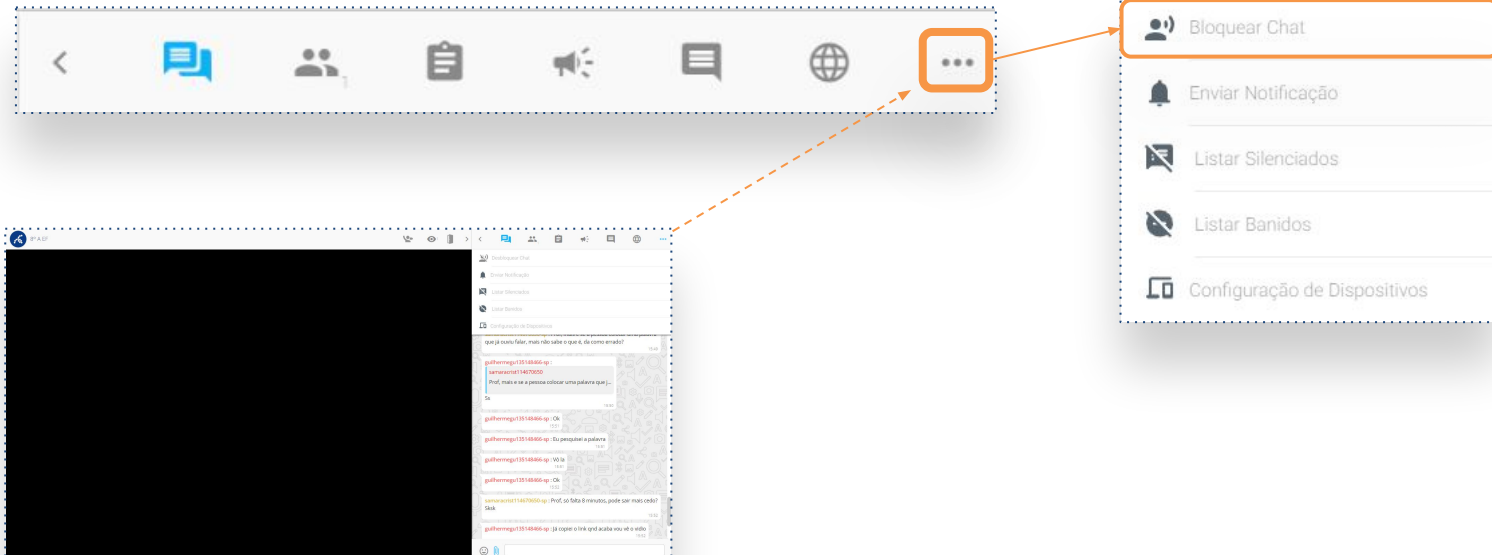 1
Bloquear Chat
Enviar Notificação
Listar Silenciados
Listar Banidos
Configuração de Dispositivos
8º A EF
Desbloquear Chat
Enviar Notificação
Listar Silenciados
Listar Banidos
Configuração de Dispositivos
que já ouviu falar, mais não sabe o que é, da como errado?
guilhermegu135148466-sp :
samaracrist114670650
Prof, mais e se a pessoa colocar uma palavra que j...
Ss
guilhermegu135148466-sp : Ok
guilhermegu135148466-sp : Eu pesquisei a palavra
guilhermegu135148466-sp : Vô lá
guilhermegu135148466-sp : Ok
samaracrist114670650-sp : Prof, só falta 8 minutos, pode sair mais cedo?
Sksk
guilhermegu135148466-sp : Já copiei o link qnd acaba vou vê o vidio